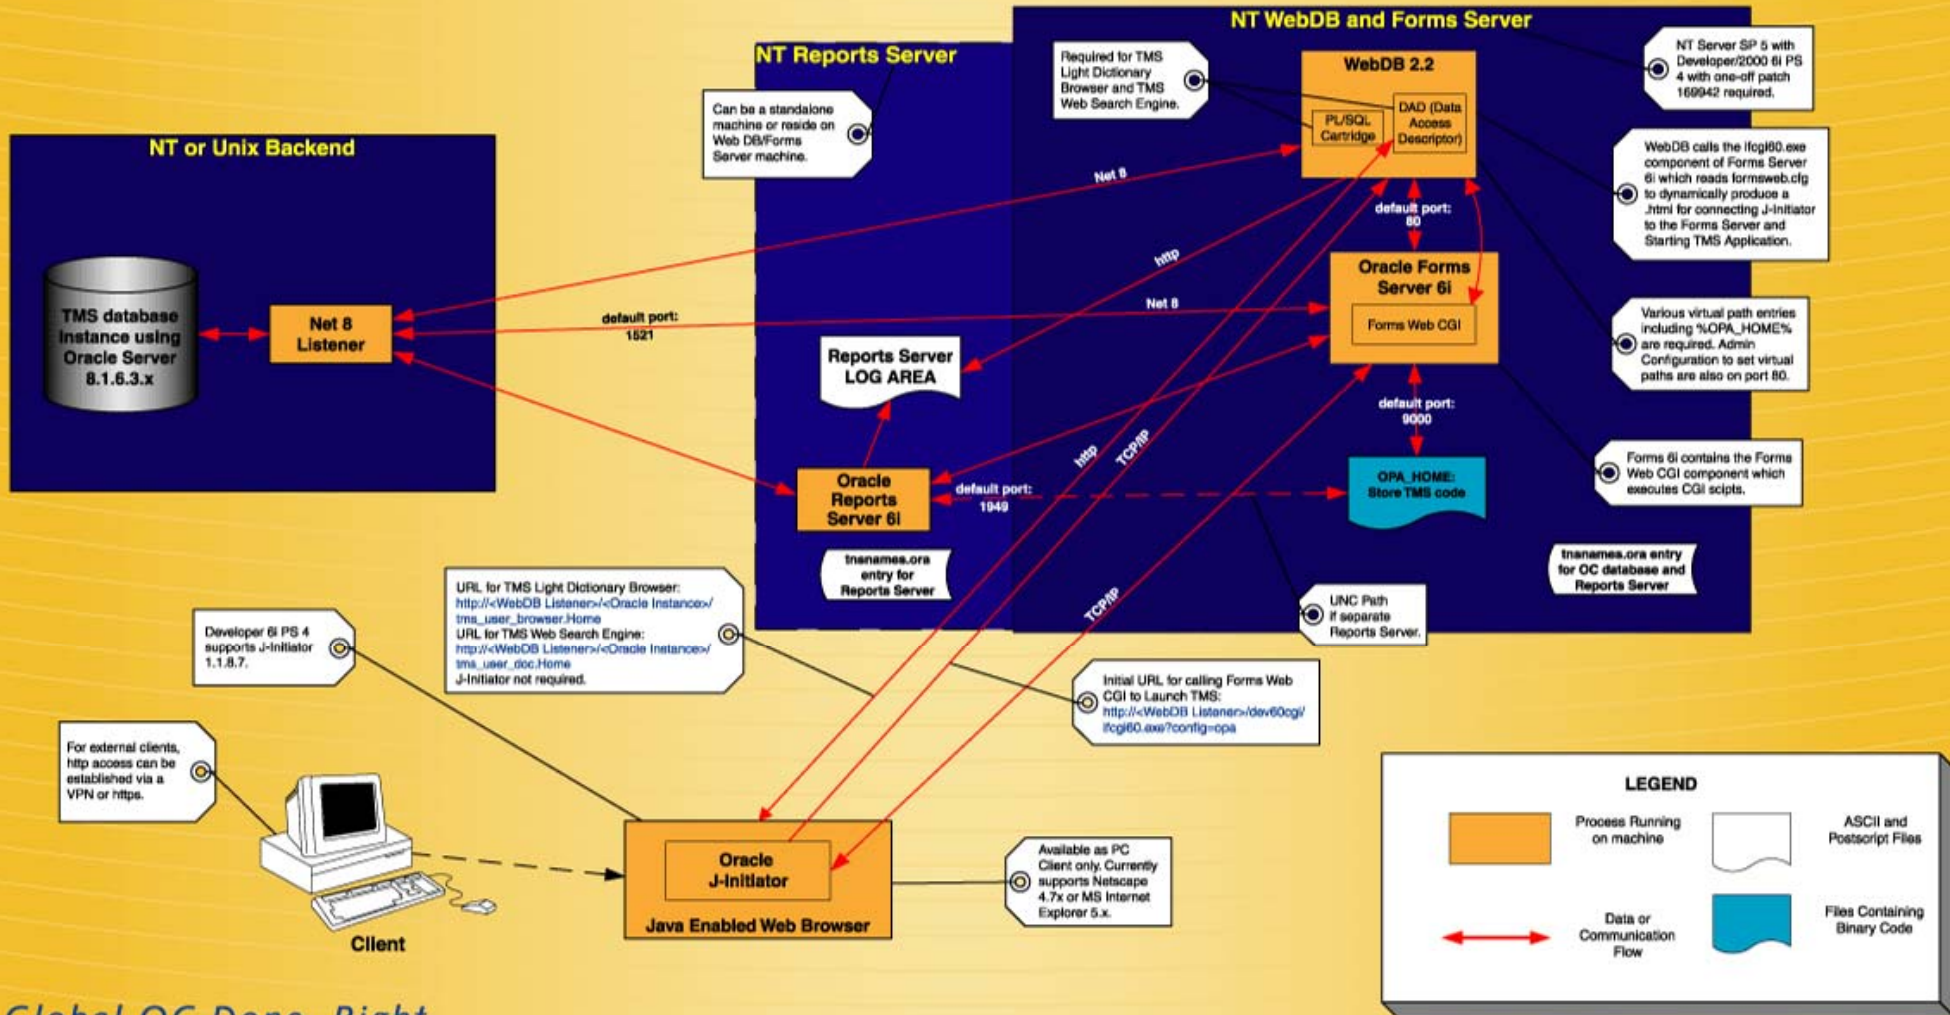 NT WebDB and Forms Server
NT Reports Server
NT or Unix Backend
Can be a standalone
machine or reside on
Web DB/Forms
Server machine.
Required for TMS
Light Dictionary
Browser and TMS
Web Search Engine.
WebDB 2.2
PL/SQL
Cartridge
DAD (Data
Access
Descriptor)
NT Server SP 5 with
Developer/2000 6i PS
4 with one-off patch
169942 required.
WebDB calls the ifcgi60.exe
component of Forms Server
6i which reads formsweb.cfg
to dynamically produce a
.html for connecting J-Initiator
to the Forms Server and
Starting TMS Application.
Various virtual path entries
including %OPA_HOME%
are required. Admin
Configuration to set virtual
paths are also on port 80.
Forms 6i contains the Forms
Web CGI component which
executes CGI scipts.
TMS database
instance using
Oracle Server
8.1.6.3.x
Net 8
Listener
Net 8
http
Net 8
default port:
1521
default port:
80
Oracle Forms
Server 6i
Forms Web CGI
Reports Server
LOG AREA
default port:
9000
http
TCP/IP
Oracle
Reports
Server 6i
default port:
1949
OPA_HOME:
Store TMS code
tnsnames.ora
entry for
Reports Server
tnsnames.ora entry
for OC database and
Reports Server
TCP/IP
UNC Path
if separate
Reports Server.
URL for TMS Light Dictionary Browser:
http://<WebDB Listener>/<Oracle Instance>/
tms_user_browser.Home
URL for TMS Web Search Engine:
http://<WebDB Listener>/<Oracle Instance>/
tms_user_doc.Home
J-Initiator not required.
Developer 6i PS 4
supports J-Initiator
1.1.8.7.
Initial URL for calling Forms Web
CGI to Launch TMS:
http://<WebDB Listener>/dev60cgi/
ifcgi60.exe?config=opa
For external clients,
http access can be
established via a
VPN or https.
Client
Oracle
J-Initiator
Java Enabled Web Browser
Available as PC
Client only. Currently
supports Netscape
4.7x or MS Internet
Explorer 5.x.
LEGEND
Process Running
on machine
ASCII and
Postscript Files
Data or
Communication
Flow
Files Containing
Binary Code
Global OC Done Right